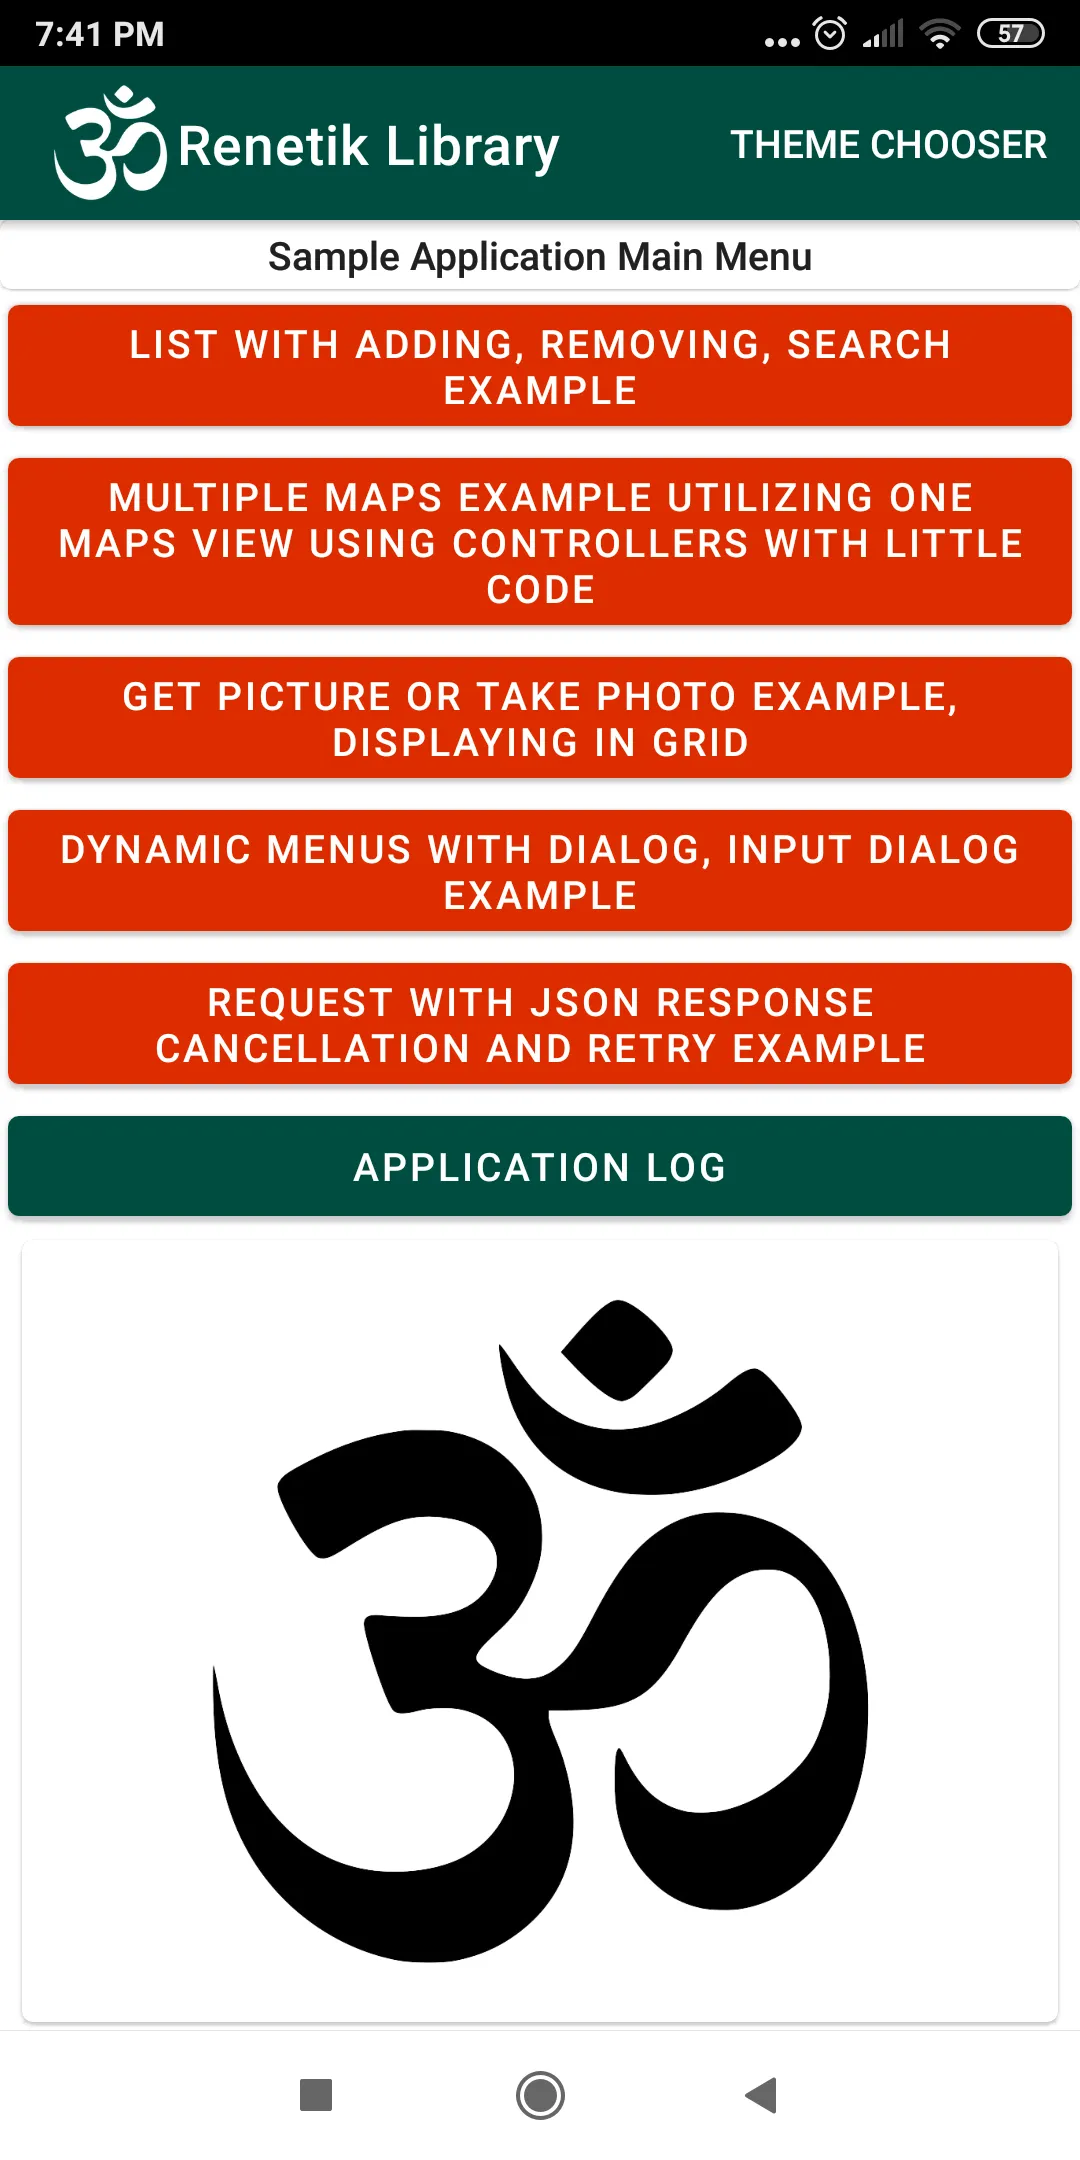 7:41 PM
57
Renetik Library
THEME CHOOSER
Sample Application Main Menu
LIST WITH ADDING, REMOVING, SEARCH
EXAMPLE
MULTIPLE MAPS EXAMPLE UTILIZING ONE
MAPS VIEW USING CONTROLLERS WITH LITTLE
CODE
GET PICTURE OR TAKE PHOTO EXAMPLE,
DISPLAYING IN GRID
DYNAMIC MENUS WITH DIALOG, INPUT DIALOG
EXAMPLE
REQUEST WITH JSON RESPONSE
CANCELLATION AND RETRY EXAMPLE
APPLICATION LOG
ॐ